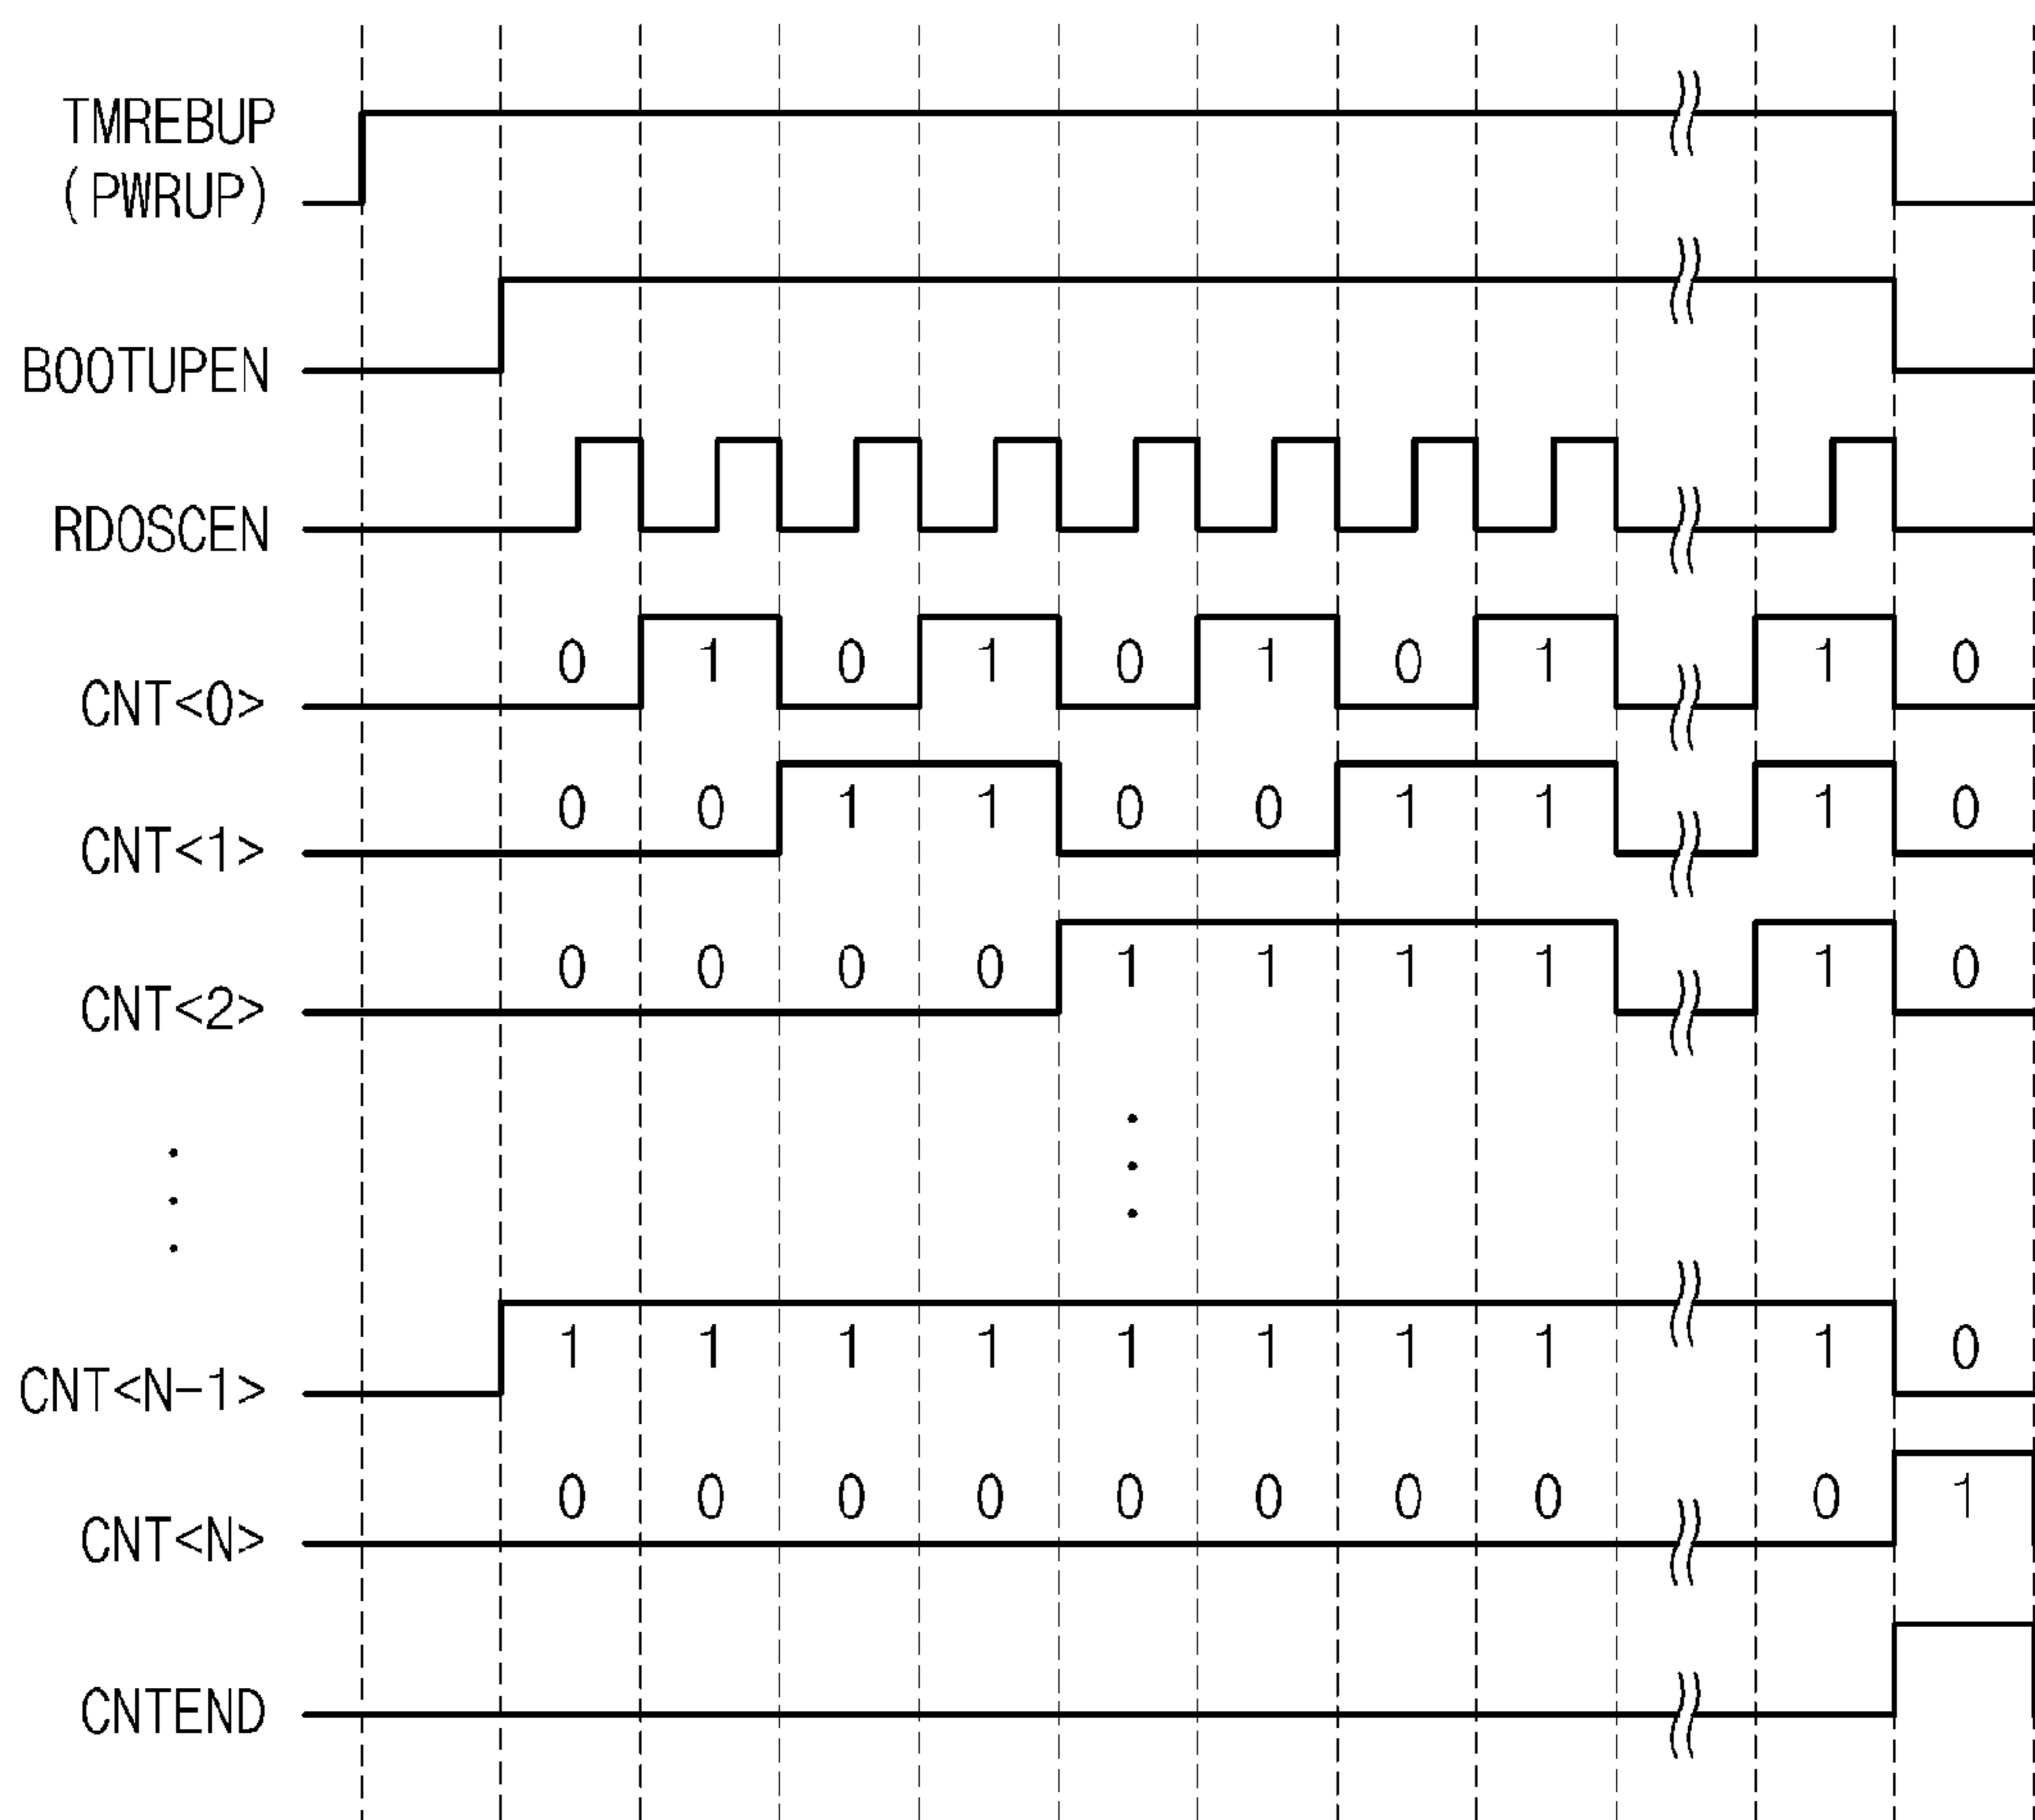 TMREBUP
(PWRUP)
BOOTUPEN
RDOSCEN
CNT<0> 0 1 0 1 0 1 0 1 1 0
CNT<1> 0 0 1 1 0 0 1 1 1 0
CNT<2> 0 0 0 0 1 1 1 1 1 0
CNT<N-1> 1 1 1 1 1 1 1 1 1 0
CNT<N> 0 0 0 0 0 0 0 0 0 1
CNTEND